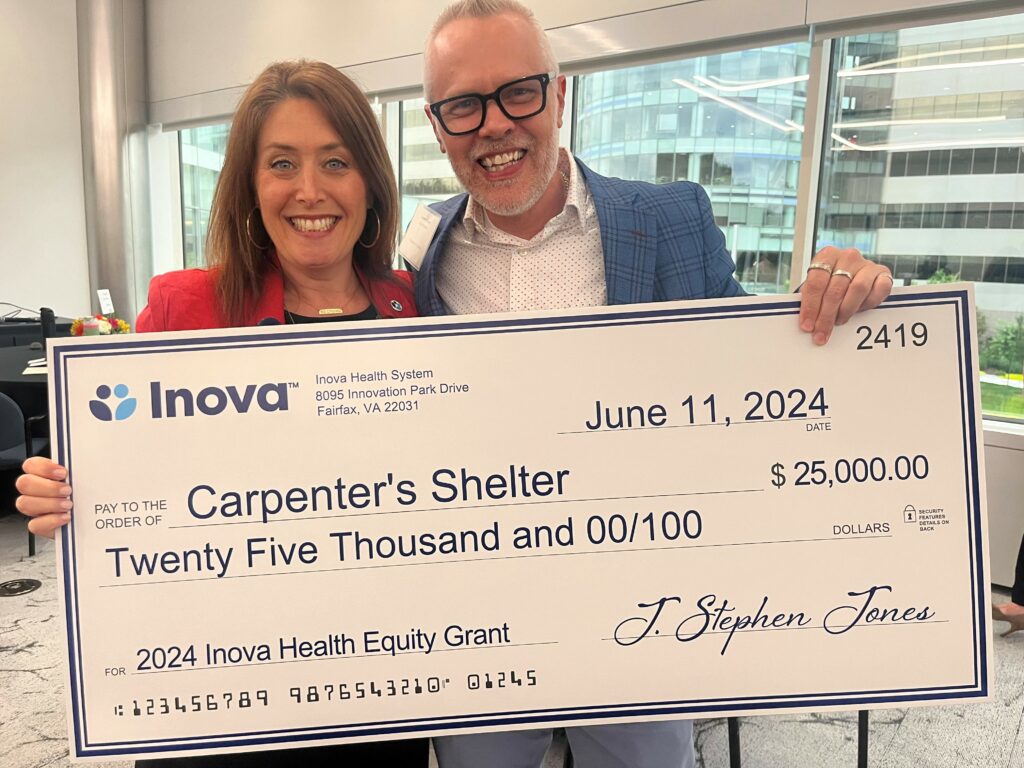 2419
Inova™
Inova Health System
8095 Innovation Park Drive
Fairfax, VA 22031
June 11, 2024
DATE
PAY TO THE
ORDER OF
Carpenter's Shelter
$ 25,000.00
Twenty Five Thousand and 00/100
DOLLARS
SECURITY
FEATURES
DETAILS ON
BACK
FOR 2024 Inova Health Equity Grant
J. Stephen Jones
⑆123456789 9876543210⑈ 01245